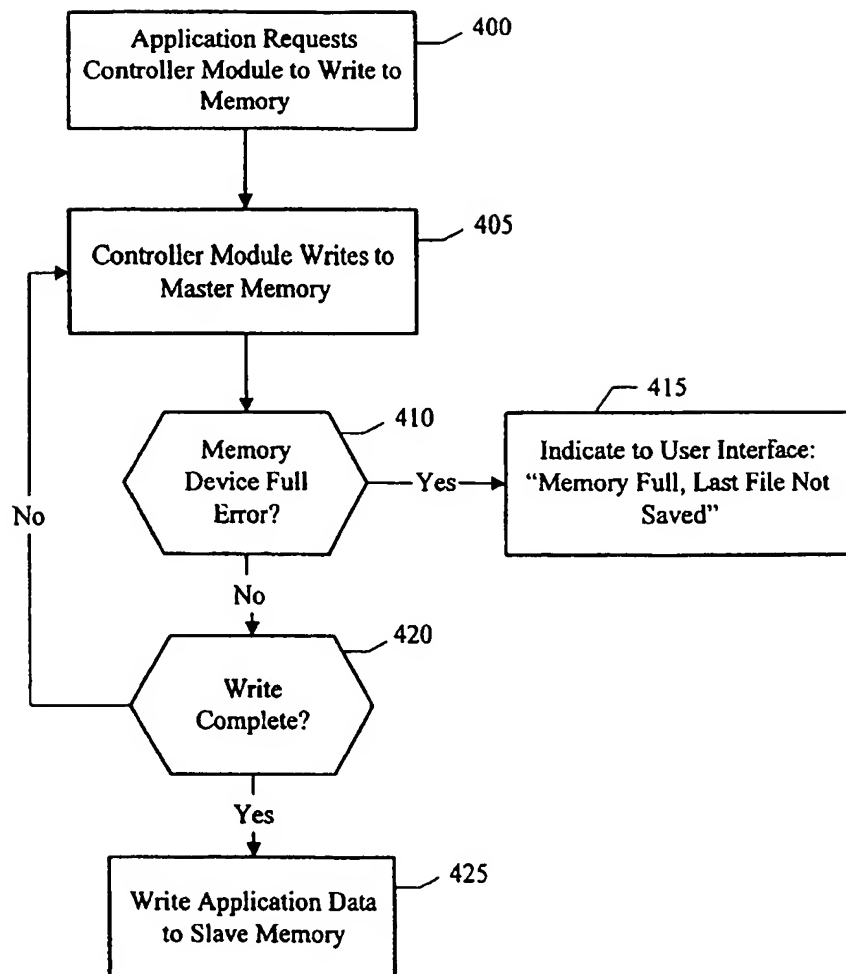 Application Requests
Controller Module to Write to
Memory
400
Controller Module Writes to
Master Memory
405
Memory
Device Full
Error?
410
Yes
415
Indicate to User Interface:
“Memory Full, Last File Not
Saved”
No
No
Write
Complete?
420
Yes
Write Application Data
to Slave Memory
425